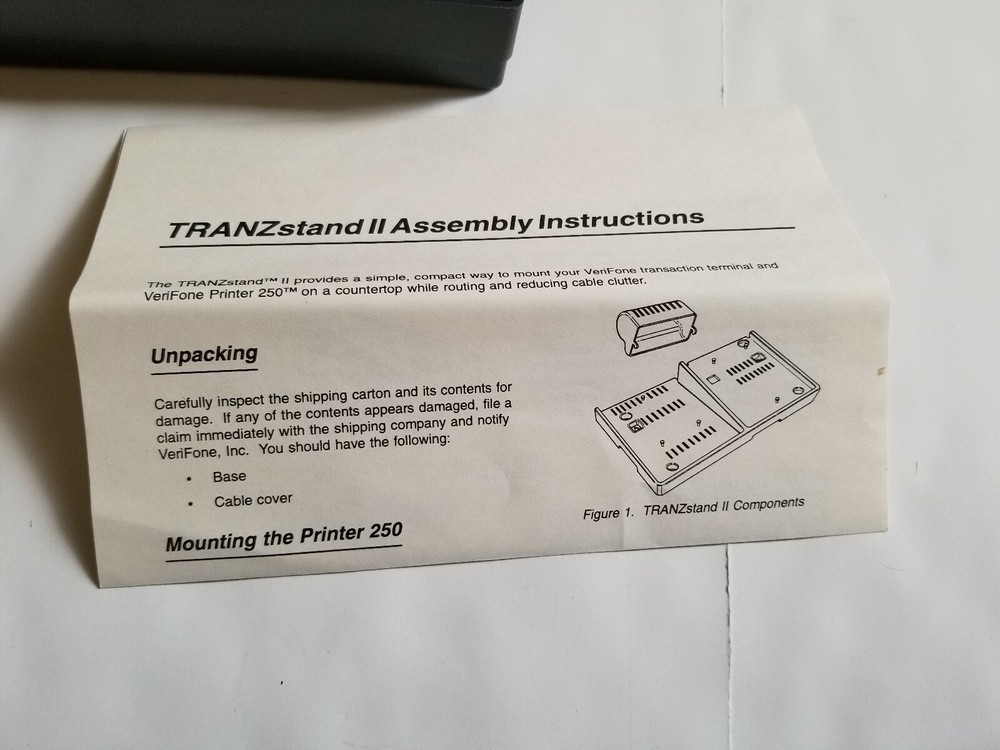 TRANZstand II Assembly Instructions
The TRANZstand™ II provides a simple, compact way to mount your VeriFone transaction terminal and
VeriFone Printer 250™ on a countertop while routing and reducing cable clutter.
Unpacking
Carefully inspect the shipping carton and its contents for
damage. If any of the contents appears damaged, file a
claim immediately with the shipping company and notify
VeriFone, Inc. You should have the following:
• Base
• Cable cover
Figure 1. TRANZstand II Components
Mounting the Printer 250